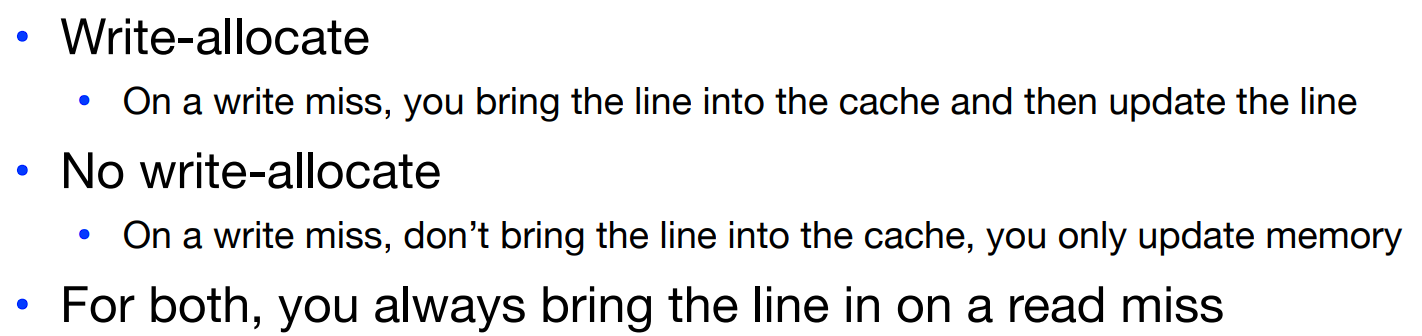 • Write-allocate
• On a write miss, you bring the line into the cache and then update the line
• No write-allocate
• On a write miss, don’t bring the line into the cache, you only update memory
• For both, you always bring the line in on a read miss